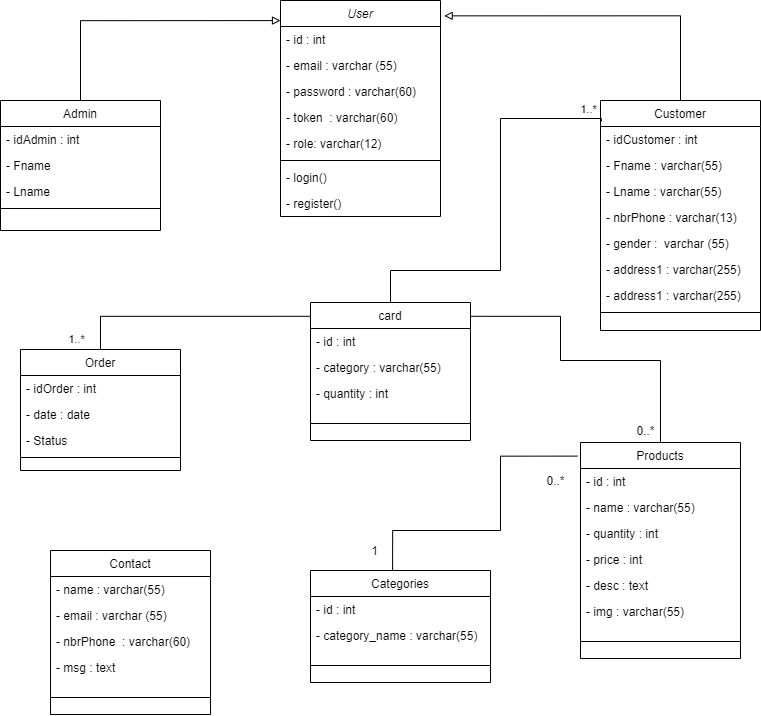 User
- id : int
- email : varchar (55)
- password : varchar(60)
- token : varchar(60)
- role: varchar(12)
- login()
- register()
Admin
- idAdmin : int
- Fname
- Lname
1..*
Customer
- idCustomer : int
- Fname : varchar(55)
- Lname : varchar(55)
- nbrPhone : varchar(13)
- gender : varchar (55)
- address1 : varchar(255)
- address1 : varchar(255)
card
- id : int
- category : varchar(55)
- quantity : int
1..*
Order
- idOrder : int
- date : date
- Status
0..*
Products
- id : int
- name : varchar(55)
- quantity : int
- price : int
- desc : text
- img : varchar(55)
0..*
1
Categories
- id : int
- category_name : varchar(55)
Contact
- name : varchar(55)
- email : varchar (55)
- nbrPhone : varchar(60)
- msg : text